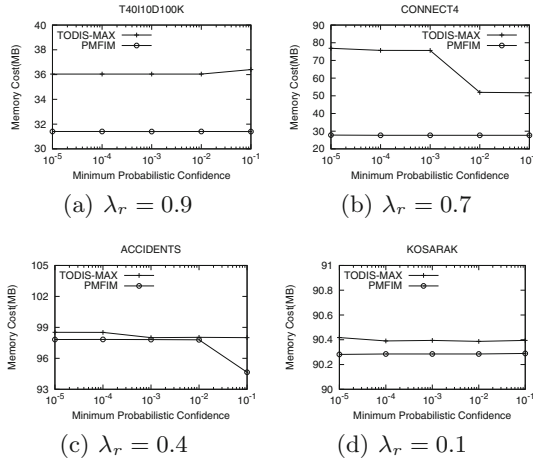 T40I10D100K
TODIS-MAX
PMFIM
Memory Cost(MB)
40
38
36
34
32
30
10^-5 10^-4 10^-3 10^-2 10^-1
Minimum Probabilistic Confidence
(a) λ_r = 0.9
CONNECT4
TODIS-MAX
PMFIM
Memory Cost(MB)
90
80
70
60
50
40
30
20
10^-5 10^-4 10^-3 10^-2 10^-1
Minimum Probabilistic Confidence
(b) λ_r = 0.7
ACCIDENTS
TODIS-MAX
PMFIM
Memory Cost(MB)
105
102
99
96
93
10^-5 10^-4 10^-3 10^-2 10^-1
Minimum Probabilistic Confidence
(c) λ_r = 0.4
KOSARAK
TODIS-MAX
PMFIM
Memory Cost(MB)
91
90.8
90.6
90.4
90.2
90
10^-5 10^-4 10^-3 10^-2 10^-1
Minimum Probabilistic Confidence
(d) λ_r = 0.1